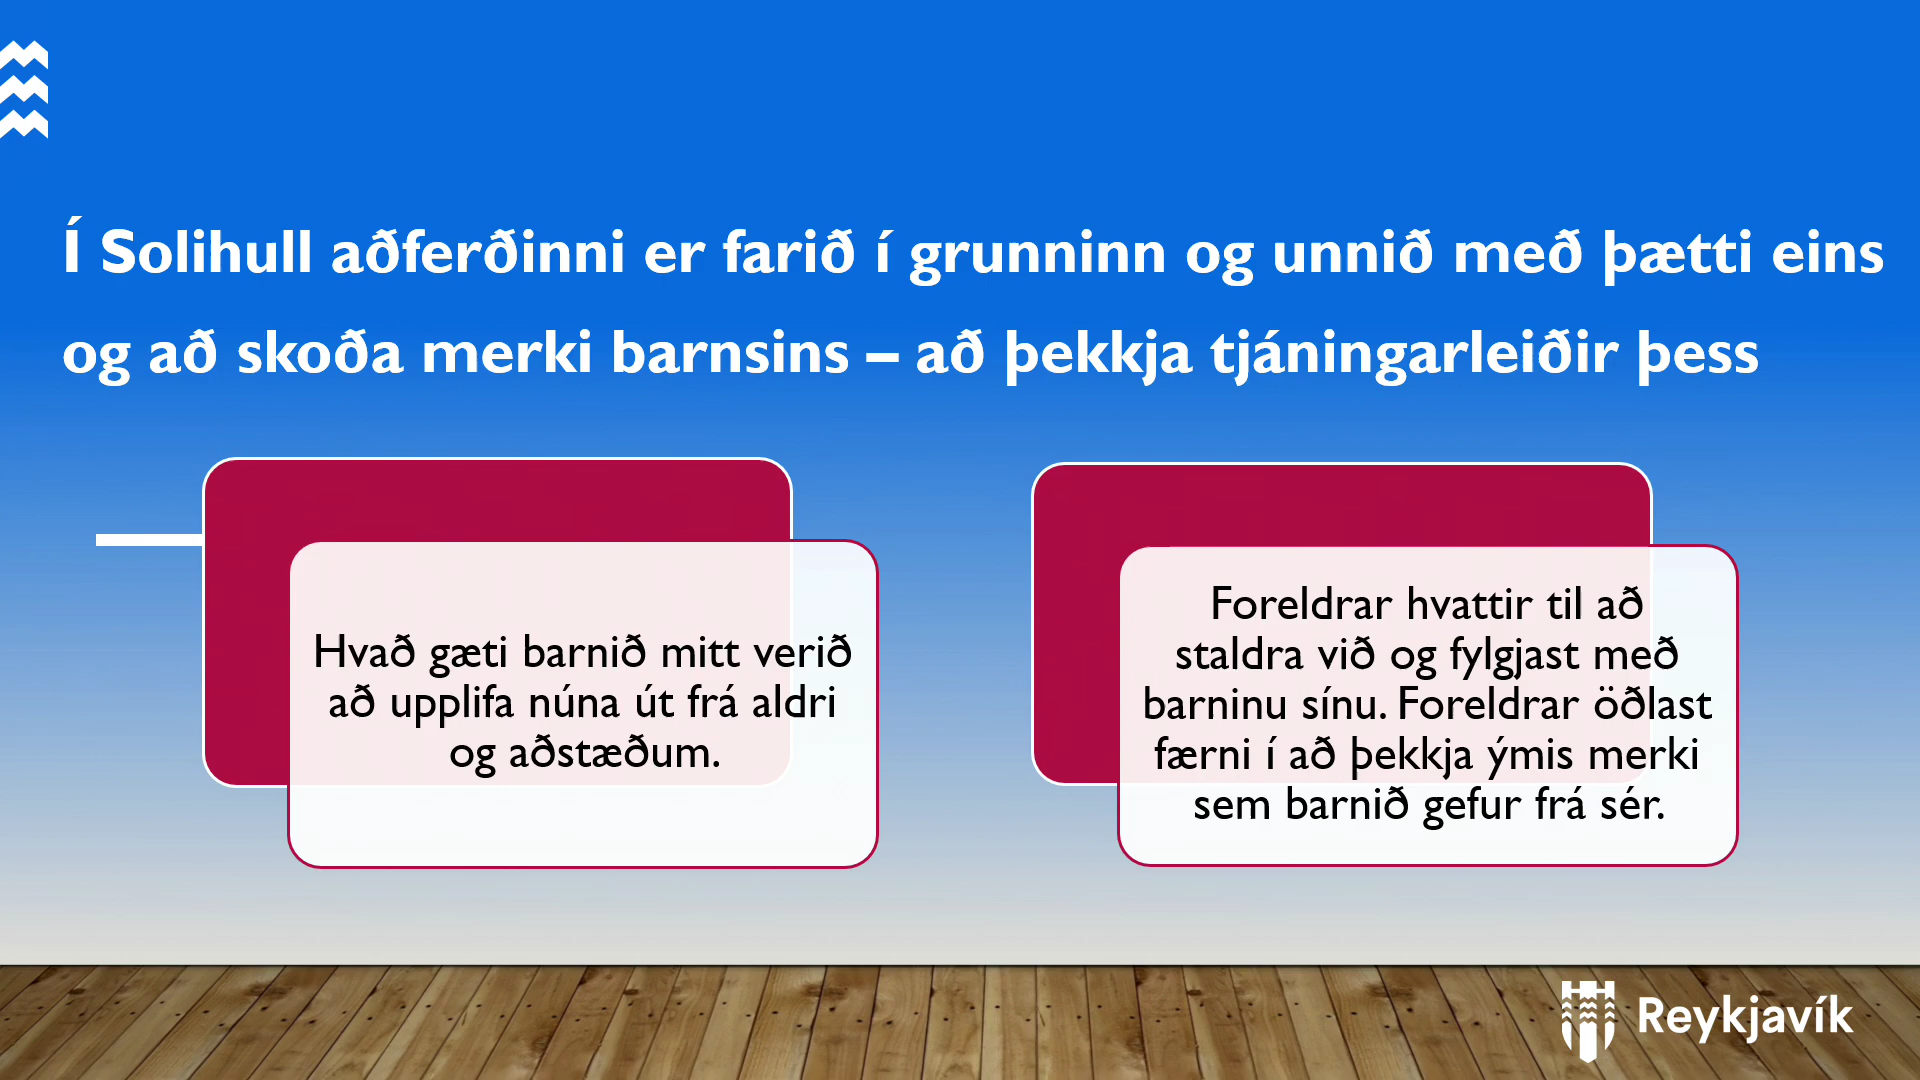 Í Solihull aðferðinni er farið í grunninn og unnið með þætti eins
og að skoða merki barnsins – að þekkja tjáningarleiðir þess
Hvað gæti barnið mitt verið
að upplifa núna út frá aldri
og aðstæðum.
Foreldrar hvattir til að
staldra við og fylgjast með
barninu sínu. Foreldrar öðlast
færni í að þekkja ýmis merki
sem barnið gefur frá sér.
Reykjavík